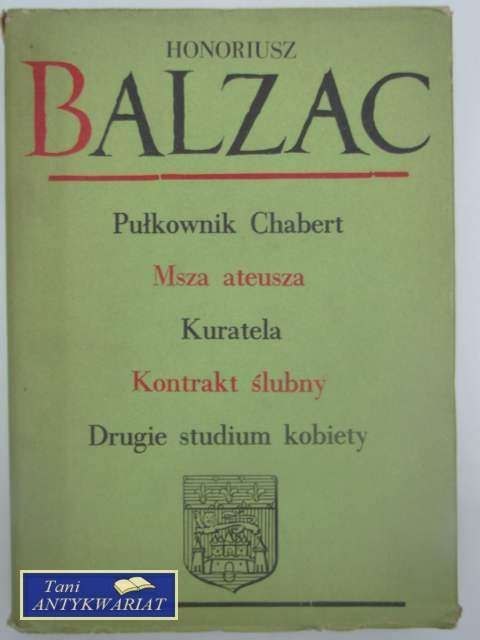 HONORIUSZ
BALZAC
Pułkownik Chabert
Msza ateusza
Kuratela
Kontrakt ślubny
Drugie studium kobiety
Tani
ANTYKWARIAT